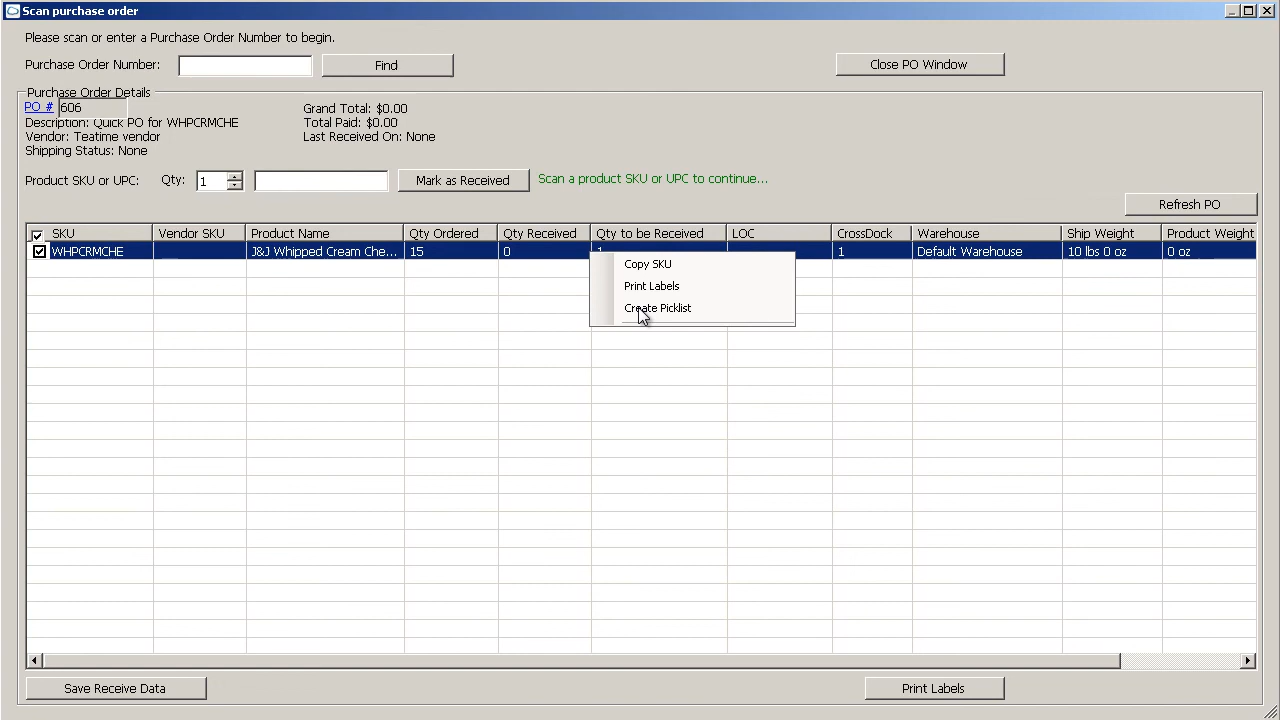 Scan purchase order
Please scan or enter a Purchase Order Number to begin.
Purchase Order Number: Find Close PO Window
Purchase Order Details
PO # 606
Description: Quick PO for WHPCRMCHE
Vendor: Teatime vendor
Shipping Status: None
Grand Total: $0.00
Total Paid: $0.00
Last Received On: None
Product SKU or UPC: Qty: 1 Mark as Received Scan a product SKU or UPC to continue...
Refresh PO
SKU Vendor SKU Product Name Qty Ordered Qty Received Qty to be Received LOC CrossDock Warehouse Ship Weight Product Weight
WHPCRMCHE J&J Whipped Cream Che... 15 0 1 1 Default Warehouse 10 lbs 0 oz 0 oz
Copy SKU
Print Labels
Create Picklist
Save Receive Data Print Labels